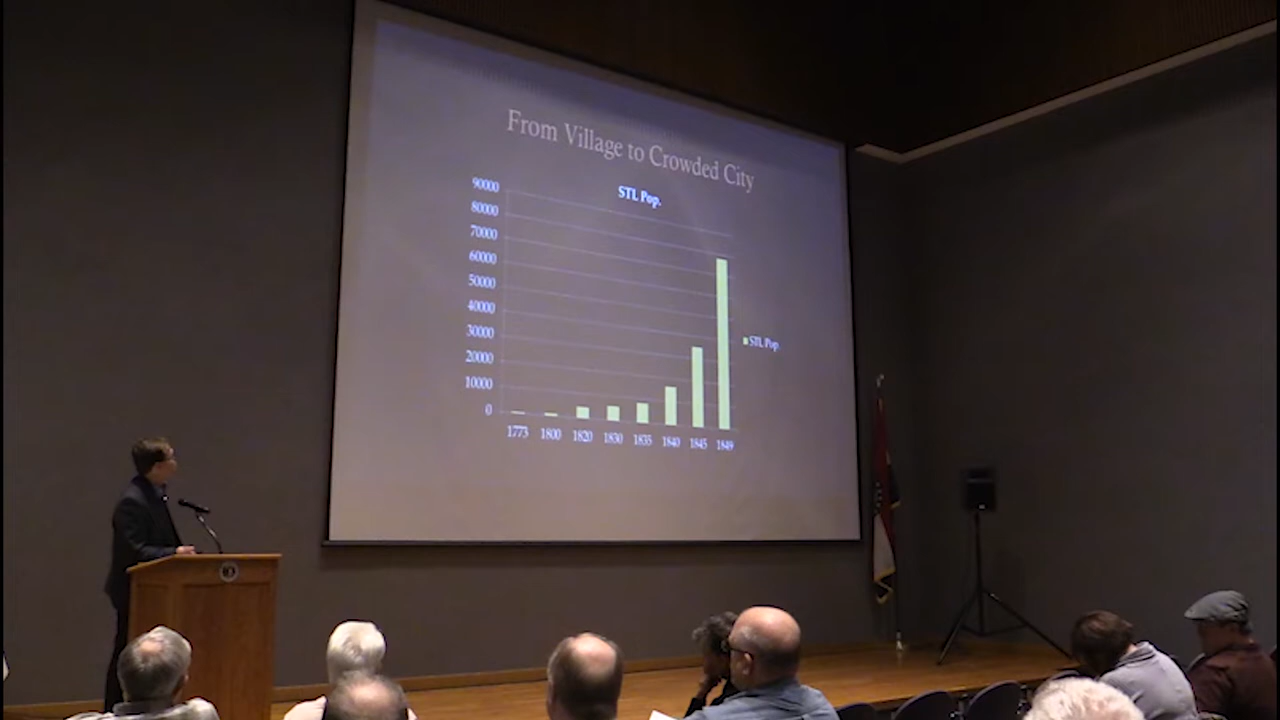 From Village to Crowded City
STL Pop.
90000
80000
70000
60000
50000
40000
30000
20000
10000
0
1773 1800 1820 1830 1835 1840 1845 1849
STL Pop.